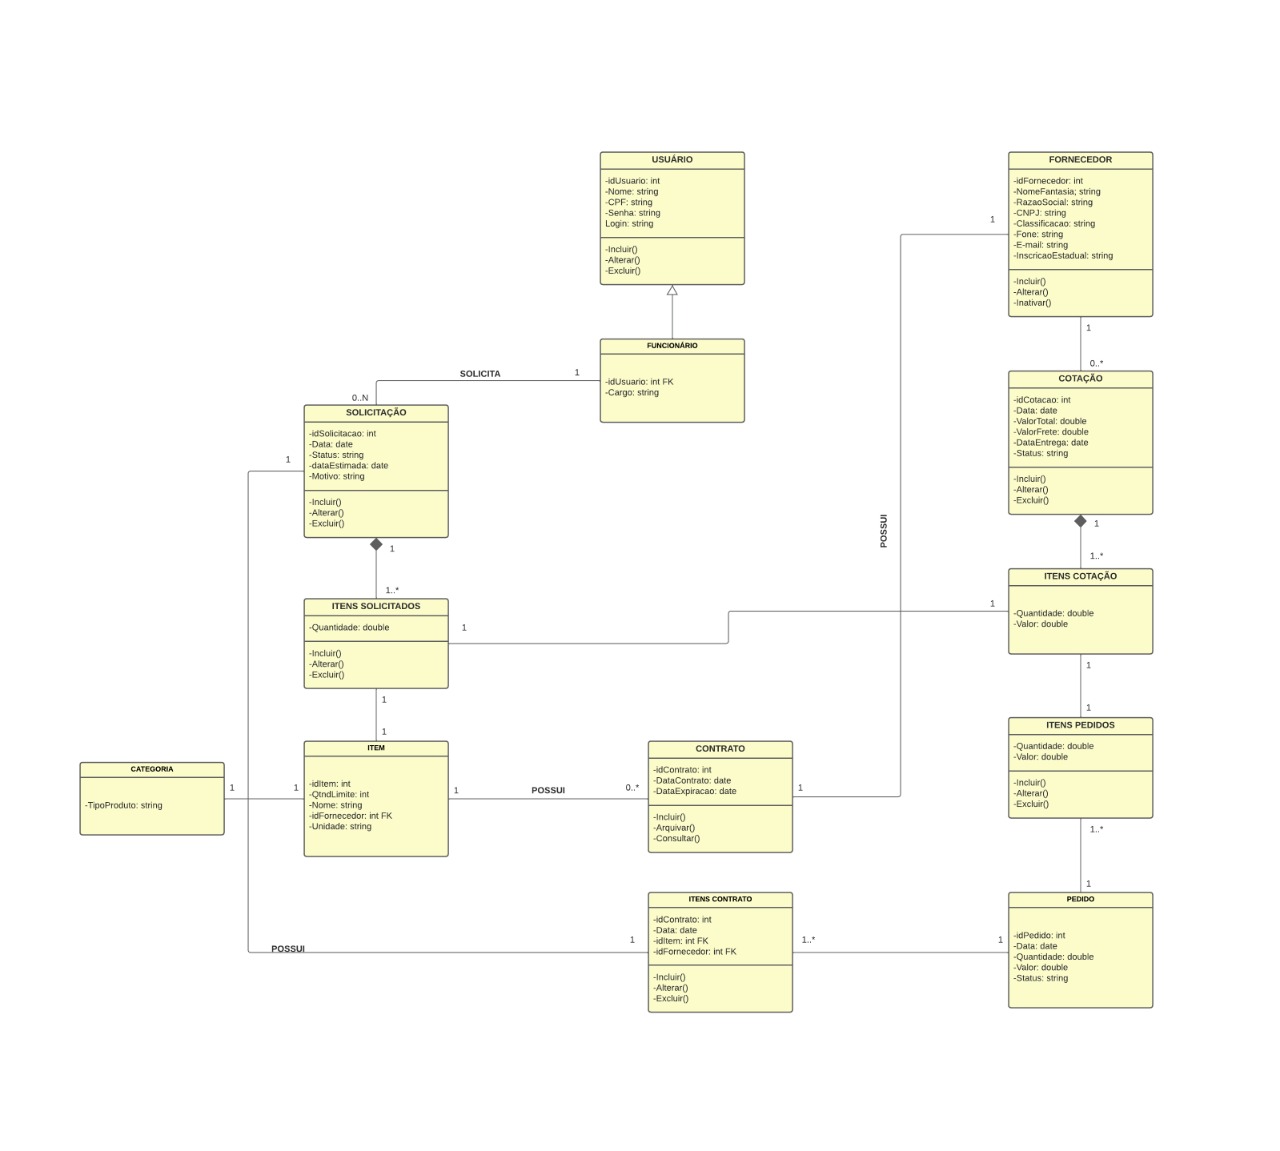 USUÁRIO
-idUsuario: int
-Nome: string
-CPF: string
-Senha: string
Login: string
-Incluir()
-Alterar()
-Excluir()
FORNECEDOR
-idFornecedor: int
-NomeFantasia; string
-RazaoSocial: string
-CNPJ: string
-Classificacao: string
-Fone: string
-E-mail: string
-InscricaoEstadual: string
-Incluir()
-Alterar()
-Inativar()
1
1
0..*
FUNCIONÁRIO
-idUsuario: int FK
-Cargo: string
SOLICITA
1
0..N
SOLICITAÇÃO
-idSolicitacao: int
-Data: date
-Status: string
-dataEstimada: date
-Motivo: string
-Incluir()
-Alterar()
-Excluir()
1
1
1..*
COTAÇÃO
-idCotacao: int
-Data: date
-ValorTotal: double
-ValorFrete: double
-DataEntrega: date
-Status: string
-Incluir()
-Alterar()
-Excluir()
POSSUI
1
1..*
ITENS SOLICITADOS
-Quantidade: double
-Incluir()
-Alterar()
-Excluir()
1
1
ITENS COTAÇÃO
-Quantidade: double
-Valor: double
1
1
1
1
ITENS PEDIDOS
-Quantidade: double
-Valor: double
-Incluir()
-Alterar()
-Excluir()
CATEGORIA
-TipoProduto: string
1
1
ITEM
-idItem: int
-QtndLimite: int
-Nome: string
-idFornecedor: int FK
-Unidade: string
1
POSSUI
0..*
CONTRATO
-idContrato: int
-DataContrato: date
-DataExpiracao: date
-Incluir()
-Arquivar()
-Consultar()
1
1..*
1
POSSUI
1
ITENS CONTRATO
-idContrato: int
-Data: date
-idItem: int FK
-idFornecedor: int FK
-Incluir()
-Alterar()
-Excluir()
1..*
1
PEDIDO
-idPedido: int
-Data: date
-Quantidade: double
-Valor: double
-Status: string